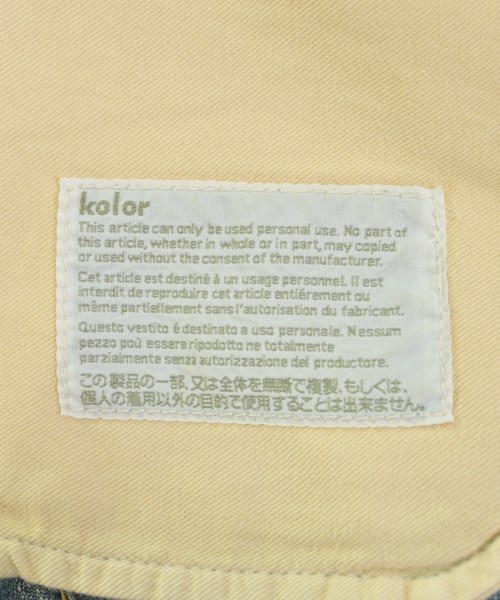 kolor
This article can only be used personal use. No part of
this article, whether in whole or in part, may copied
or used without the consent of the manufacturer.
Cet article est destiné à un usage personnel. Il est
interdit de reproduire cet article entiérement ou
même partiellement sans l'autorisation du fabricant.
Questo vestito é destinato a uso personale. Nessum
pezzo può essere ripodotto ne totalmente
parzialmente senza autorizzazione del produttore.
この製品の一部、又は全体を無断で複製、もしくは、
個人の着用以外の目的で使用することは出来ません。